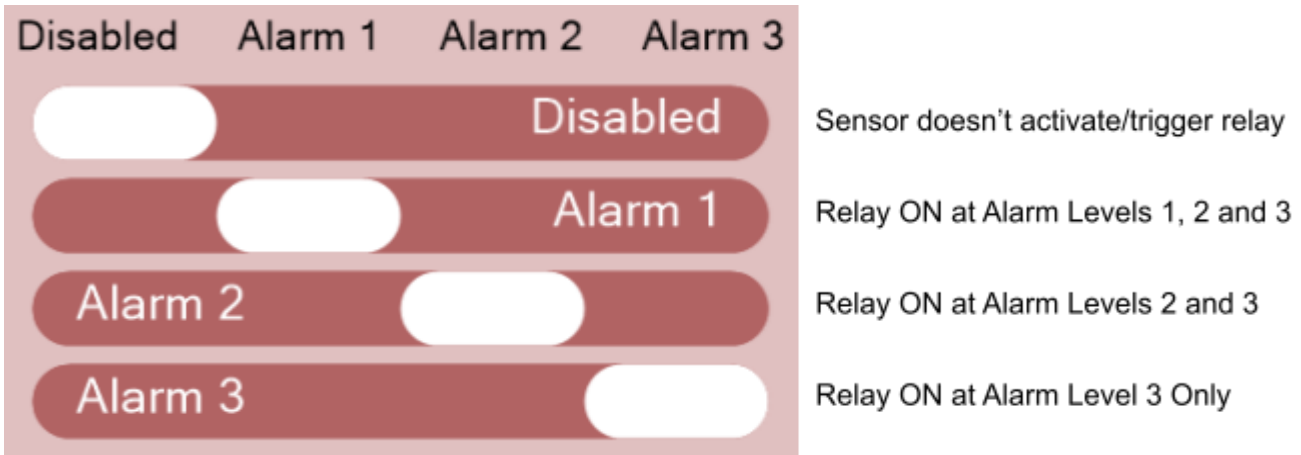 Disabled Alarm 1 Alarm 2 Alarm 3
Disabled Sensor doesn’t activate/trigger relay
Alarm 1 Relay ON at Alarm Levels 1, 2 and 3
Alarm 2 Relay ON at Alarm Levels 2 and 3
Alarm 3 Relay ON at Alarm Level 3 Only